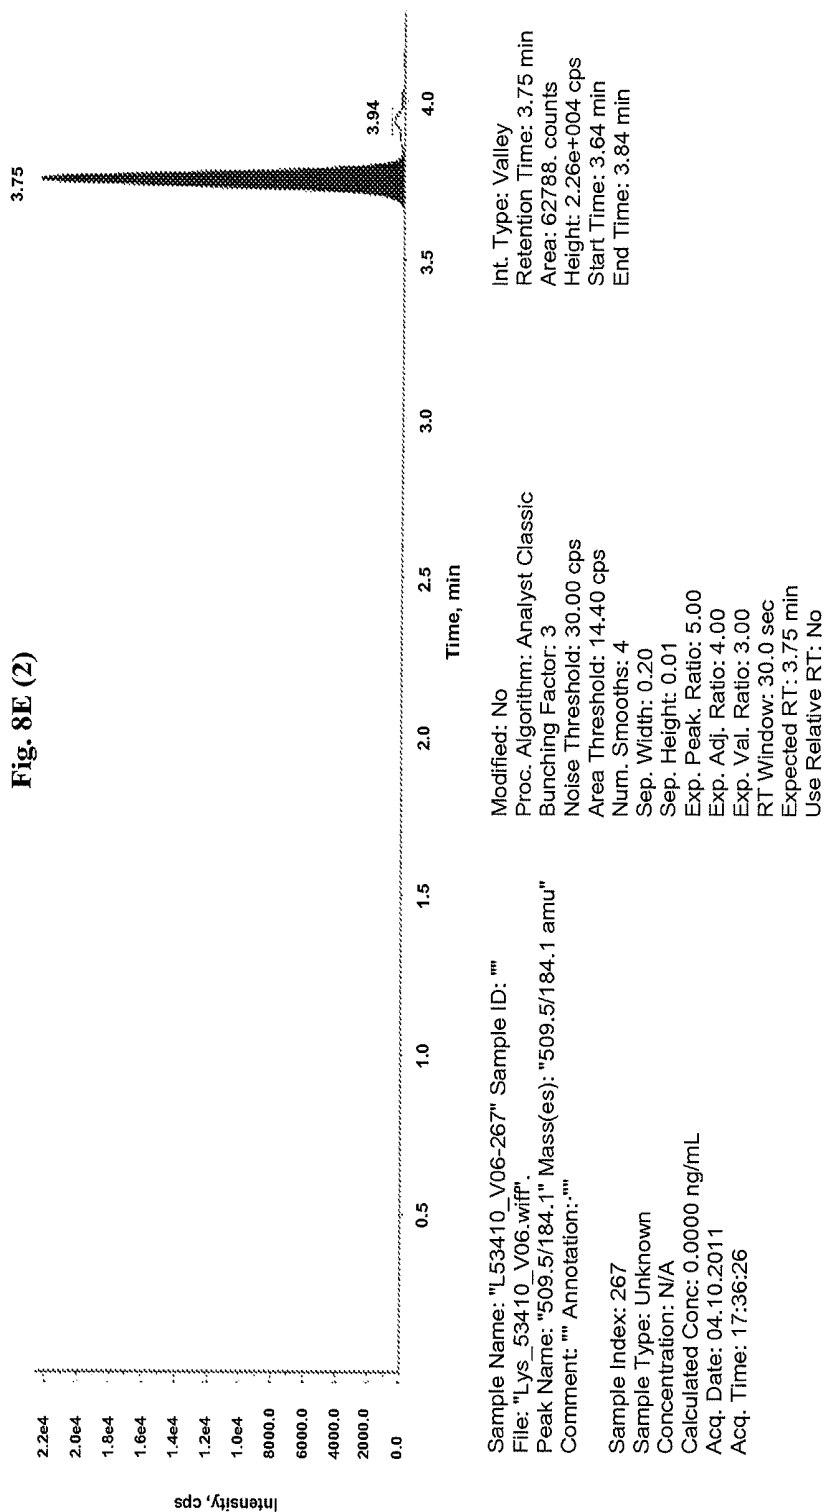 Fig. 8E (2)
3.75
3.94
Intensity, cps
2.2e4
2.0e4
1.8e4
1.6e4
1.4e4
1.2e4
1.0e4
8000.0
6000.0
4000.0
2000.0
0.0
0.5
1.0
1.5
2.0
2.5
3.0
3.5
4.0
Time, min
Sample Name: "L53410_V06-267" Sample ID: ""
File: "Lys_53410_V06.wiff".
Peak Name: "509.5/184.1" Mass(es): "509.5/184.1 amu"
Comment: "" Annotation: ""
Sample Index: 267
Sample Type: Unknown
Concentration: N/A
Calculated Conc: 0.0000 ng/mL
Acq. Date: 04.10.2011
Acq. Time: 17:36:26
Modified: No
Proc. Algorithm: Analyst Classic
Bunching Factor: 3
Noise Threshold: 30.00 cps
Area Threshold: 14.40 cps
Num. Smooths: 4
Sep. Width: 0.20
Sep. Height: 0.01
Exp. Peak. Ratio: 5.00
Exp. Adj. Ratio: 4.00
Exp. Val. Ratio: 3.00
RT Window: 30.0 sec
Expected RT: 3.75 min
Use Relative RT: No
Int. Type: Valley
Retention Time: 3.75 min
Area: 62788. counts
Height: 2.26e+004 cps
Start Time: 3.64 min
End Time: 3.84 min